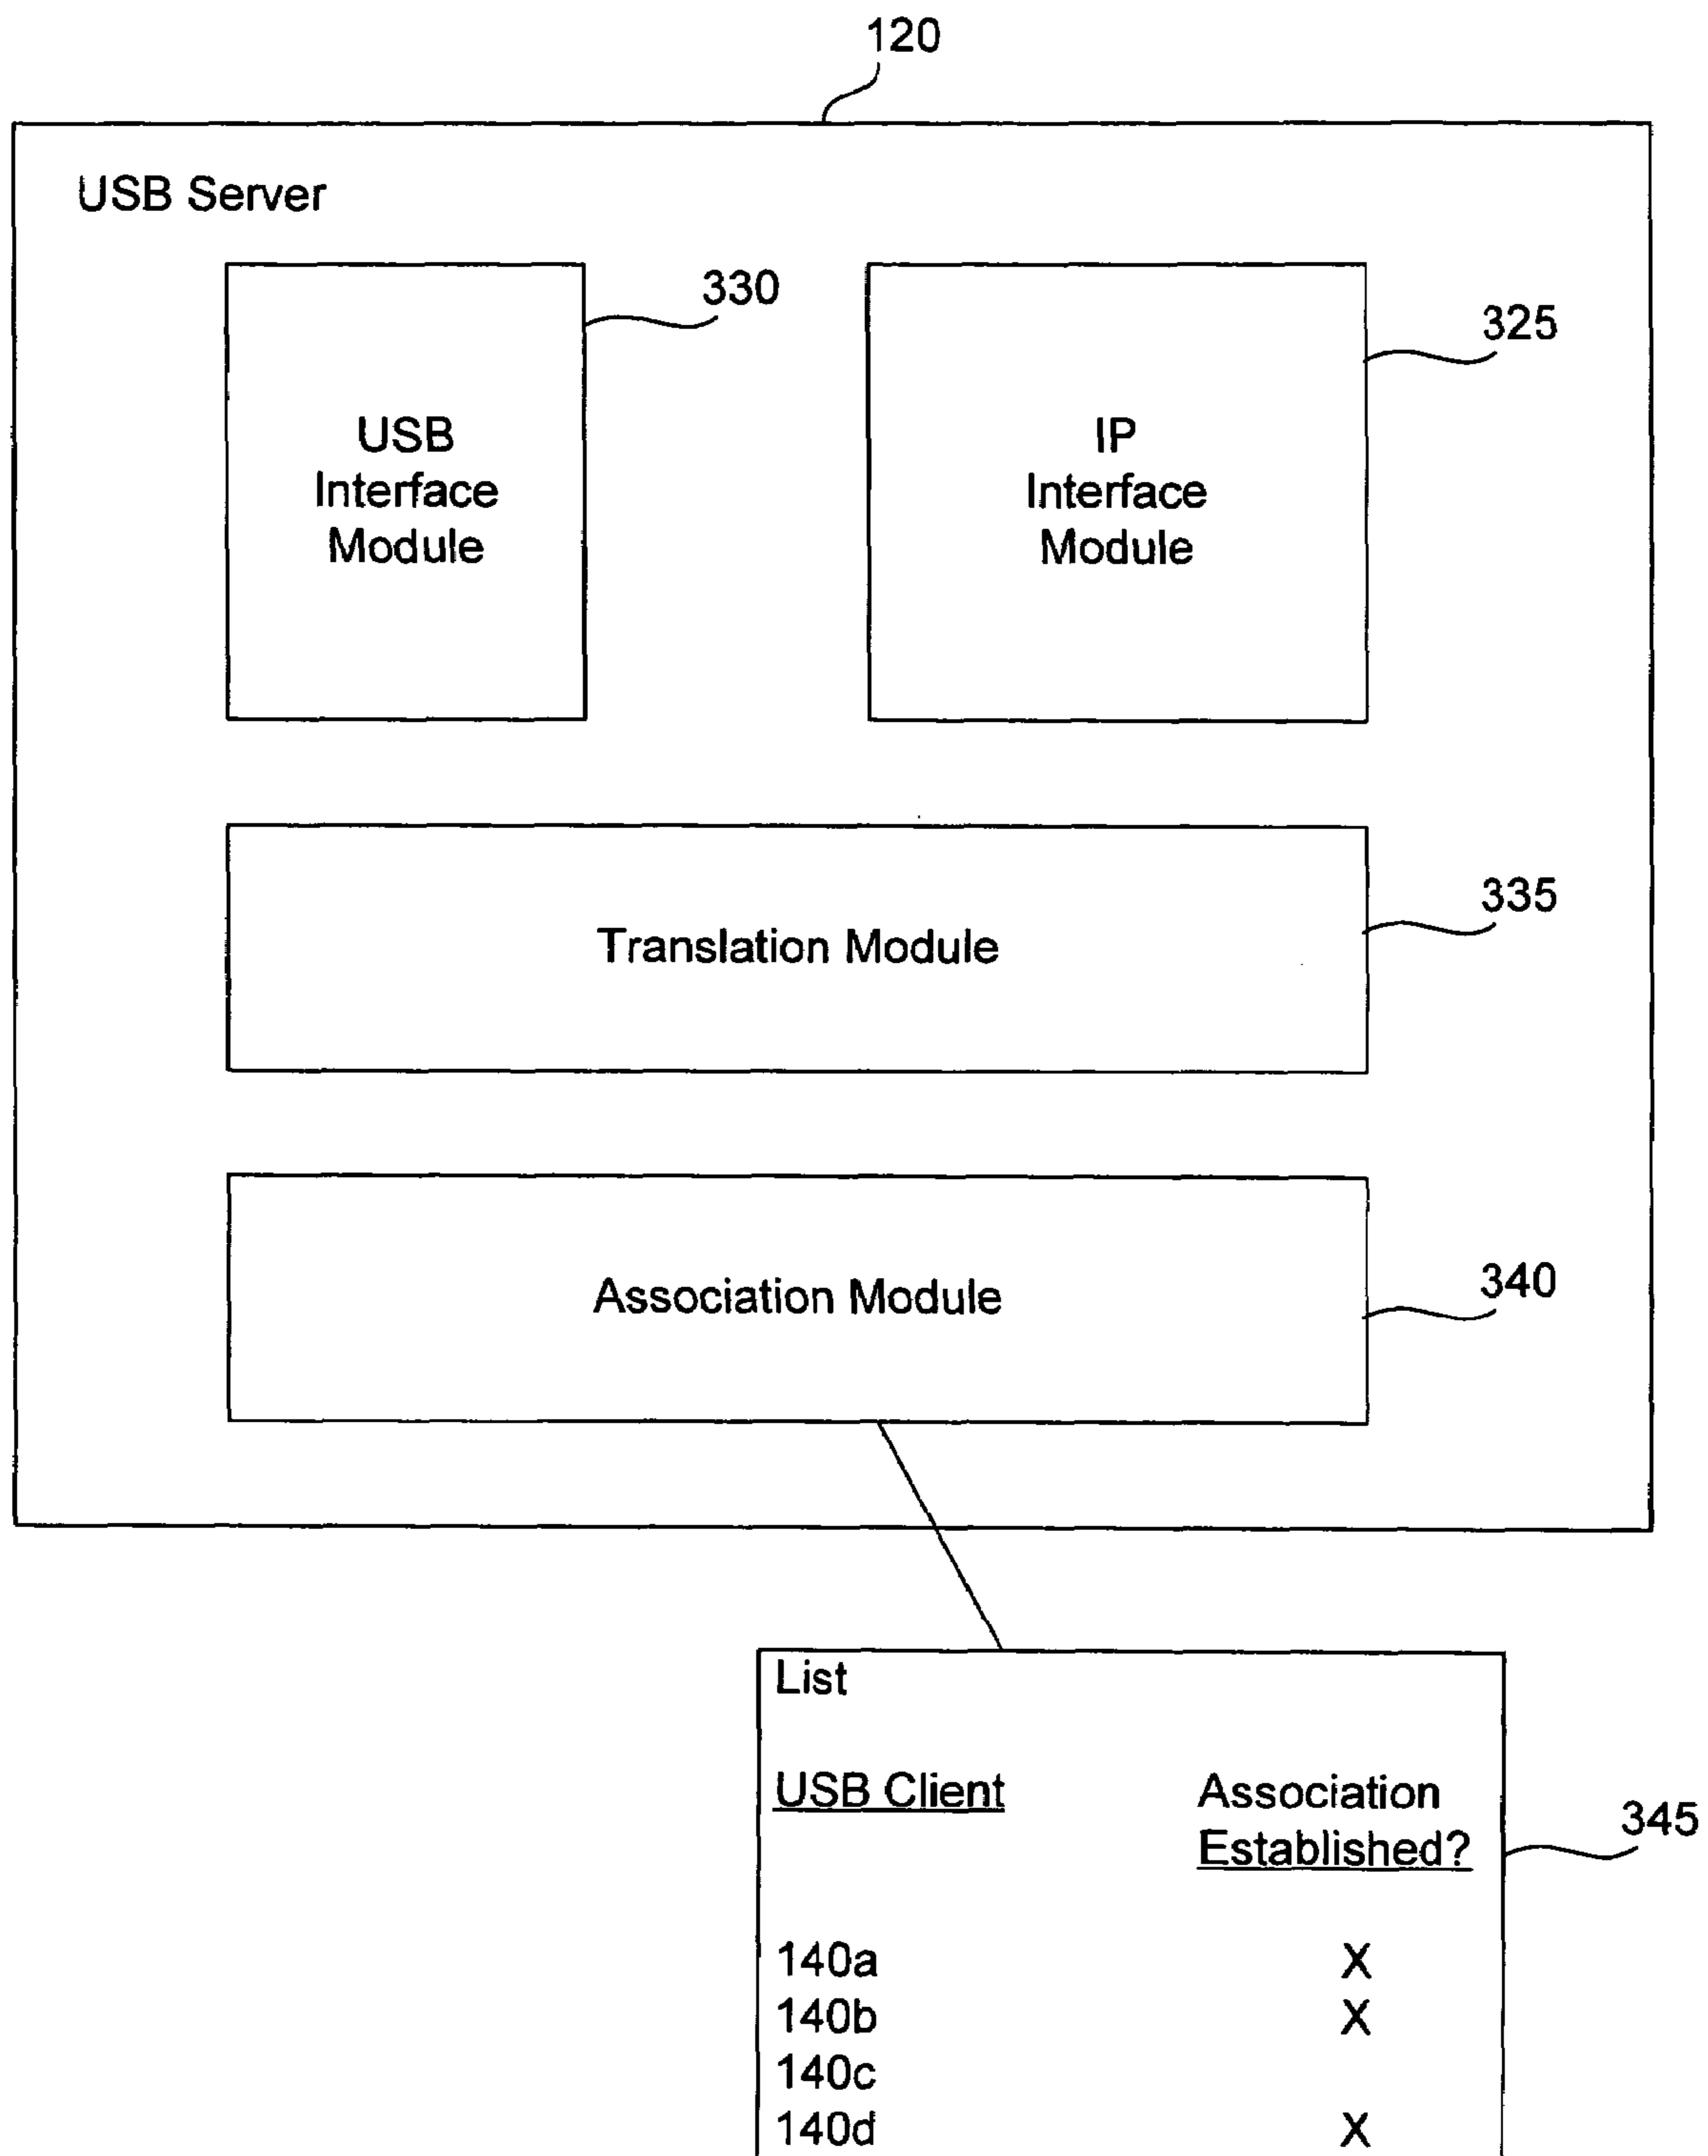 120
USB Server
330
325
USB
Interface
Module
IP
Interface
Module
335
Translation Module
340
Association Module
List
USB Client
Association
Established?
345
140a X
140b X
140c
140d X